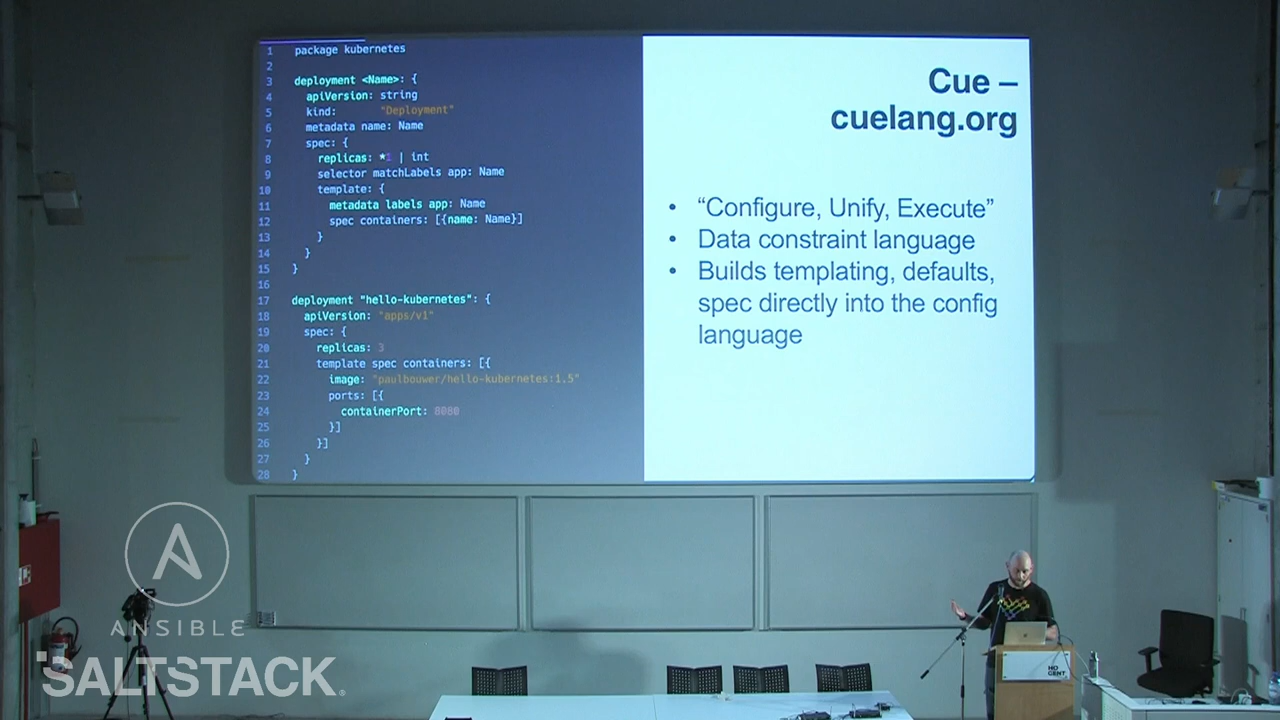 1 package kubernetes
2
3 deployment <Name>: {
4 apiVersion: string
5 kind: "Deployment"
6 metadata name: Name
7 spec: {
8 replicas: *1 | int
9 selector matchLabels app: Name
10 template: {
11 metadata labels app: Name
12 spec containers: [{name: Name}]
13 }
14 }
15 }
16
17 deployment "hello-kubernetes": {
18 apiVersion: "apps/v1"
19 spec: {
20 replicas: 3
21 template spec containers: [{
22 image: "paulbouwer/hello-kubernetes:1.5"
23 ports: [{
24 containerPort: 8080
25 }]
26 }]
27 }
28 }
Cue –
cuelang.org
• “Configure, Unify, Execute”
• Data constraint language
• Builds templating, defaults,
spec directly into the config
language
ANSIBLE
SALTSTACK
HO
GENT